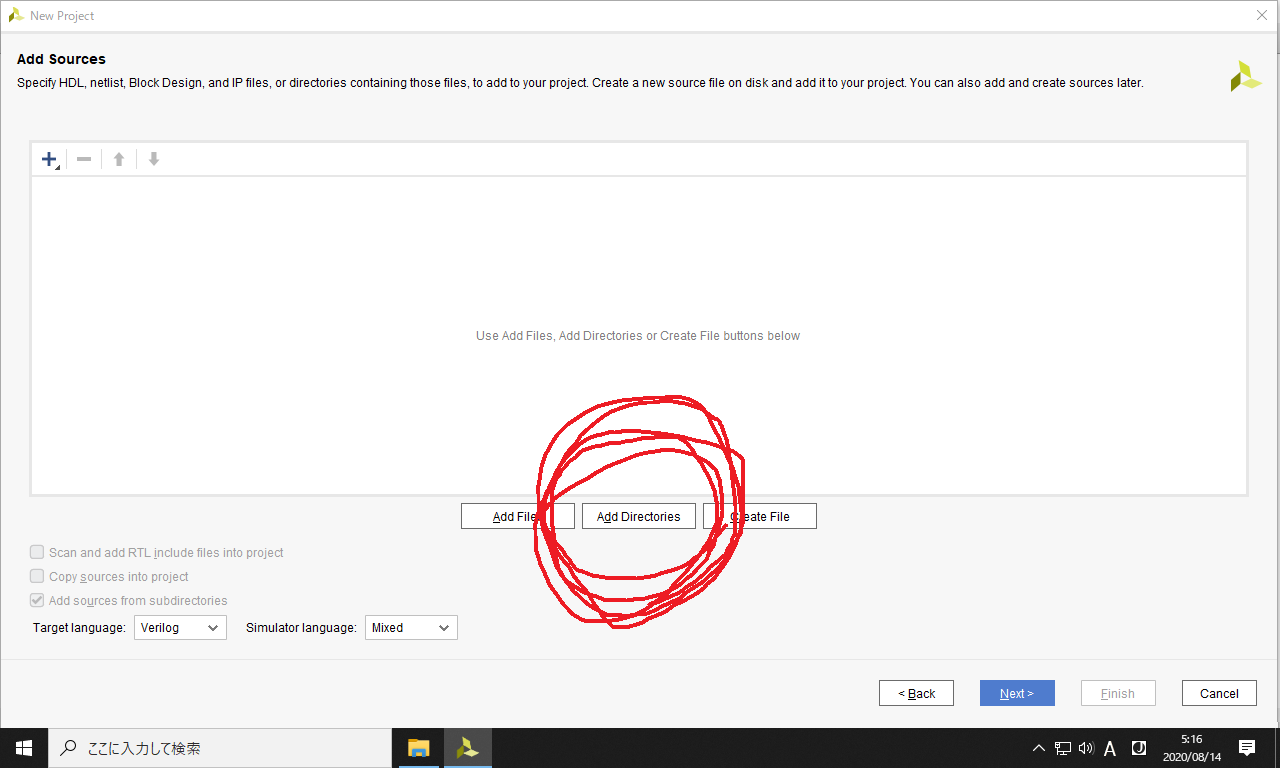 New Project
Add Sources
Specify HDL, netlist, Block Design, and IP files, or directories containing those files, to add to your project. Create a new source file on disk and add it to your project. You can also add and create sources later.
Use Add Files, Add Directories or Create File buttons below
Add Files Add Directories Create File
Scan and add RTL include files into project
Copy sources into project
Add sources from subdirectories
Target language: Verilog Simulator language: Mixed
< Back Next > Finish Cancel
ここに入力して検索
A J 5:16
2020/08/14